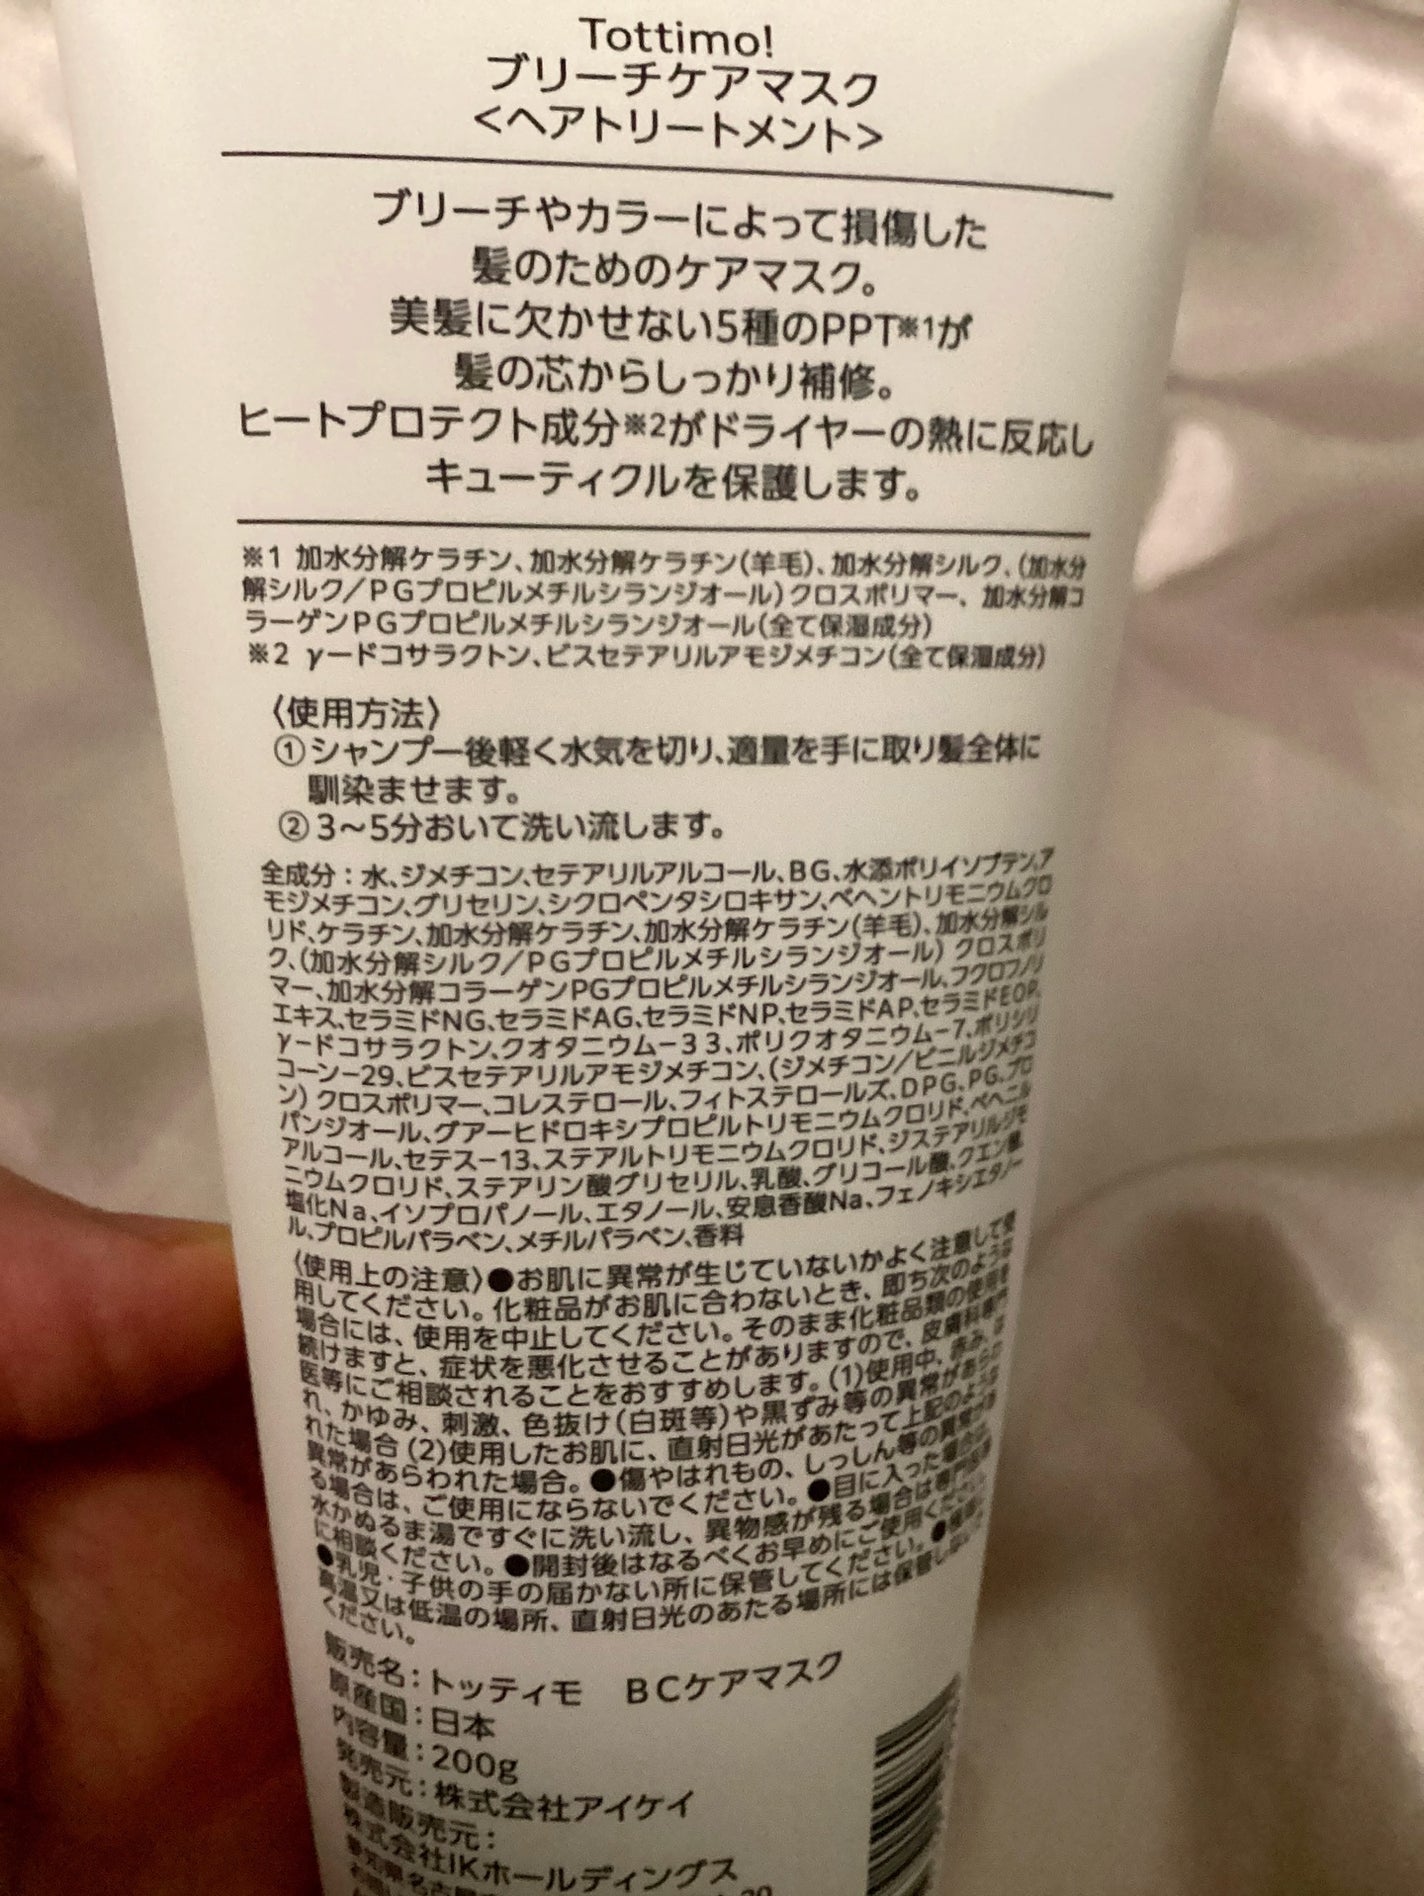 Tottimo!
ブリーチケアマスク
<ヘアトリートメント>
ブリーチやカラーによって損傷した
髪のためのケアマスク。
美髪に欠かせない5種のPPT※1が
髪の芯からしっかり補修。
ヒートプロテクト成分※2がドライヤーの熱に反応し
キューティクルを保護します。
※1 加水分解ケラチン、加水分解ケラチン(羊毛)、加水分解シルク、(加水分
解シルク/PGプロピルメチルシランジオール)クロスポリマー、加水分解コ
ラーゲンPGプロピルメチルシランジオール(全て保湿成分)
※2 γードコサラクトン、ビスセテアリルアモジメチコン(全て保湿成分)
〈使用方法〉
①シャンプー後軽く水気を切り、適量を手に取り髪全体に
馴染ませます。
②3〜5分おいて洗い流します。
全成分：水、ジメチコン、セテアリルアルコール、BG、水添ポリイソブテン、ア
モジメチコン、グリセリン、シクロペンタシロキサン、ベヘントリモニウムクロ
リド、ケラチン、加水分解ケラチン、加水分解ケラチン(羊毛)、加水分解シル
ク、(加水分解シルク/PGプロピルメチルシランジオール) クロスポリ
マー、加水分解コラーゲンPGプロピルメチルシランジオール、フクロフノリ
エキス、セラミドNG、セラミドAG、セラミドNP、セラミドAP、セラミドEOP、
γードコサラクトン、クオタニウムー33、ポリクオタニウムー7、ポリシリ
コーンー29、ビスセテアリルアモジメチコン、(ジメチコン/ビニルジメチコ
ン) クロスポリマー、コレステロール、フィトステロールズ、DPG、PG、プロ
パンジオール、グアーヒドロキシプロピルトリモニウムクロリド、ベヘニル
アルコール、セテスー13、ステアルトリモニウムクロリド、ジステアリルジモ
ニウムクロリド、ステアリン酸グリセリル、乳酸、グリコール酸、クエン酸、
塩化Na、イソプロパノール、エタノール、安息香酸Na、フェノキシエタノー
ル、プロピルパラベン、メチルパラベン、香料
〈使用上の注意〉●お肌に異常が生じていないかよく注意して使
用してください。化粧品がお肌に合わないとき、即ち次のような
場合には、使用を中止してください。そのまま化粧品類の使用を
続けますと、症状を悪化させることがありますので、皮膚科専門
医等にご相談されることをおすすめします。(1)使用中、赤み、は
れ、かゆみ、刺激、色抜け(白斑等)や黒ずみ等の異常があらわ
れた場合 (2)使用したお肌に、直射日光があたって上記のような
異常があらわれた場合。●傷やはれもの、しっしん等の異常があ
る場合は、ご使用にならないでください。●目に入った場合は、
水かぬるま湯ですぐに洗い流し、異物感が残る場合は専門医等
に相談ください。●開封後はなるべくお早めにご使用ください。
●乳児・子供の手の届かない所に保管してください。●
高温又は低温の場所、直射日光のあたる場所には保管しないで
ください。
販売名：トッティモ　BCケアマスク
原産国：日本
内容量：200g
発売元：株式会社アイケイ
製造販売元：
株式会社IKホールディングス